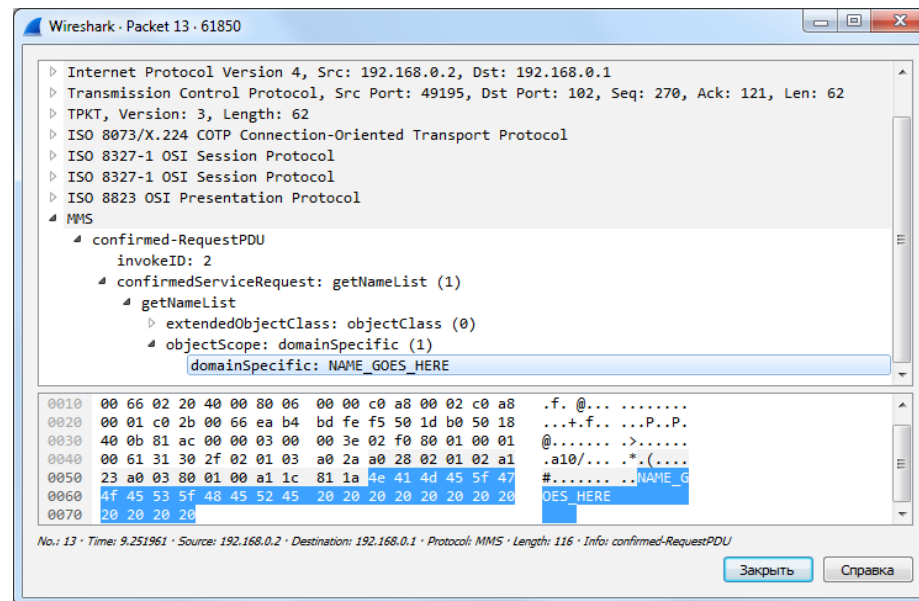 Wireshark · Packet 13 · 61850
Internet Protocol Version 4, Src: 192.168.0.2, Dst: 192.168.0.1
Transmission Control Protocol, Src Port: 49195, Dst Port: 102, Seq: 270, Ack: 121, Len: 62
TPKT, Version: 3, Length: 62
ISO 8073/X.224 COTP Connection-Oriented Transport Protocol
ISO 8327-1 OSI Session Protocol
ISO 8327-1 OSI Session Protocol
ISO 8823 OSI Presentation Protocol
MMS
confirmed-RequestPDU
invokeID: 2
confirmedServiceRequest: getNameList (1)
getNameList
extendedObjectClass: objectClass (0)
objectScope: domainSpecific (1)
domainSpecific: NAME_GOES_HERE
0010 00 66 02 20 40 00 80 06 00 00 c0 a8 00 02 c0 a8 .f. @... ........
0020 00 01 c0 2b 00 66 ea b4 bd fe f5 50 1d b0 50 18 ...+.f.. ...P..P.
0030 40 0b 81 ac 00 00 03 00 00 3e 02 f0 80 01 00 01 @....... .>......
0040 00 61 31 30 2f 02 01 03 a0 2a a0 28 02 01 02 a1 .a10/... .*.(....
0050 23 a0 03 80 01 00 a1 1c 81 1a 4e 41 4d 45 5f 47 #....... ..NAME_G
0060 4f 45 53 5f 48 45 52 45 20 20 20 20 20 20 20 20 OES_HERE
0070 20 20 20 20
No.: 13 · Time: 9.251961 · Source: 192.168.0.2 · Destination: 192.168.0.1 · Protocol: MMS · Length: 116 · Info: confirmed-RequestPDU
Закрыть Справка